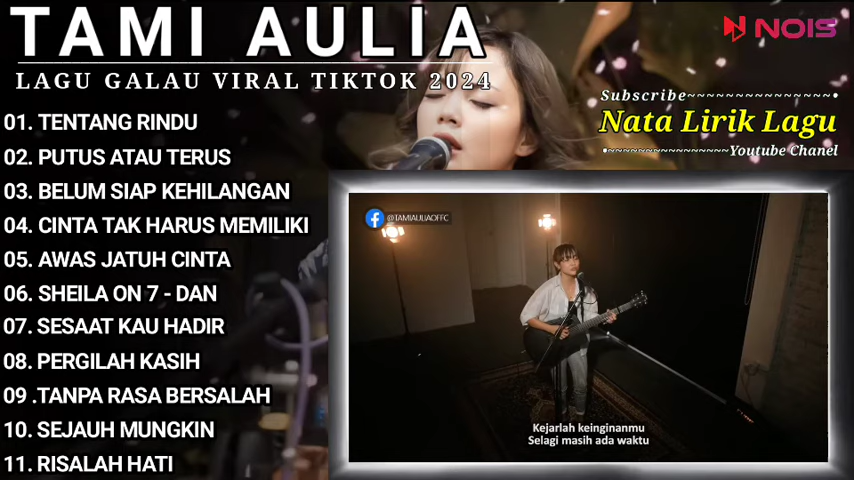 TAMI AULIA
LAGU GALAU VIRAL TIKTOK 2024
NOIS
Subscribe~~~~~~~~~~~~~~~•
Nata Lirik Lagu
•~~~~~~~~~~~~~~~~Youtube Chanel
01. TENTANG RINDU
02. PUTUS ATAU TERUS
03. BELUM SIAP KEHILANGAN
04. CINTA TAK HARUS MEMILIKI
05. AWAS JATUH CINTA
06. SHEILA ON 7 - DAN
07. SESAAT KAU HADIR
08. PERGILAH KASIH
09 .TANPA RASA BERSALAH
10. SEJAUH MUNGKIN
11. RISALAH HATI
@TAMIAULIAOFFC
Kejarlah keinginanmu
Selagi masih ada waktu